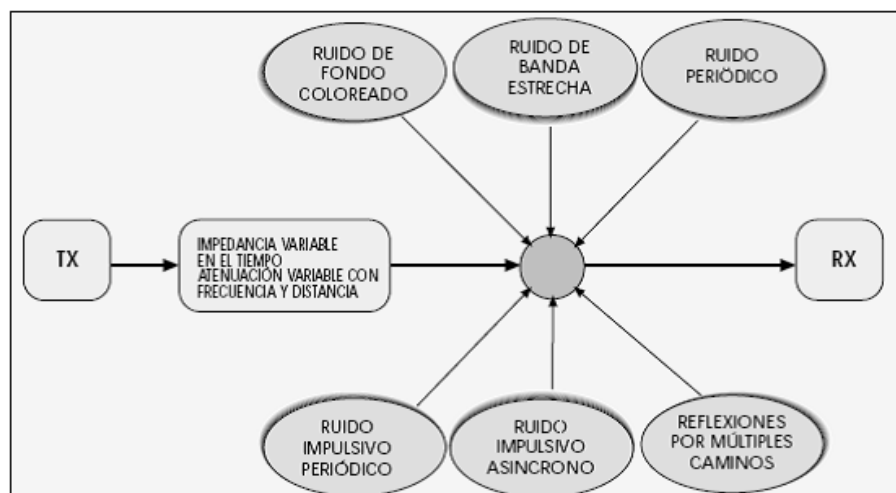 RUIDO DE
FONDO
COLOREADO
RUIDO DE
BANDA
ESTRECHA
RUIDO
PERIÓDICO
TX
IMPEDANCIA VARIABLE
EN EL TIEMPO
ATENUACIÓN VARIABLE CON
FRECUENCIA Y DISTANCIA
RX
RUIDO
IMPULSIVO
PERIÓDICO
RUIDO
IMPULSIVO
ASINCRONO
REFLEXIONES
POR MÚLTIPLES
CAMINOS